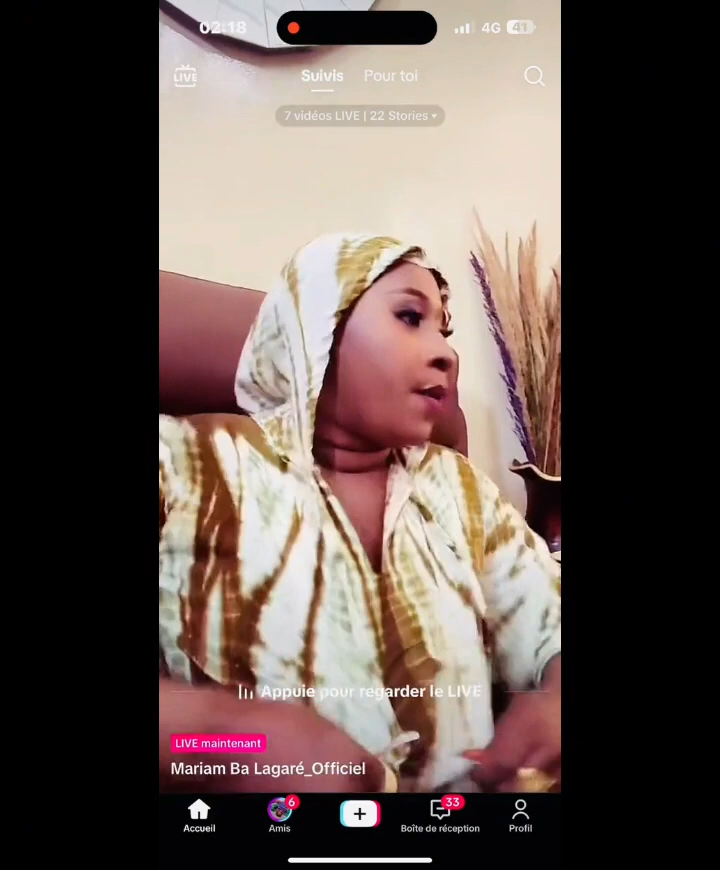 02:18
4G
41
LIVE
Suivis
Pour toi
7 vidéos LIVE | 22 Stories
Appuie pour regarder le LIVE
LIVE maintenant
Mariam Ba Lagaré_Officiel
6
33
Accueil
Amis
Boîte de réception
Profil